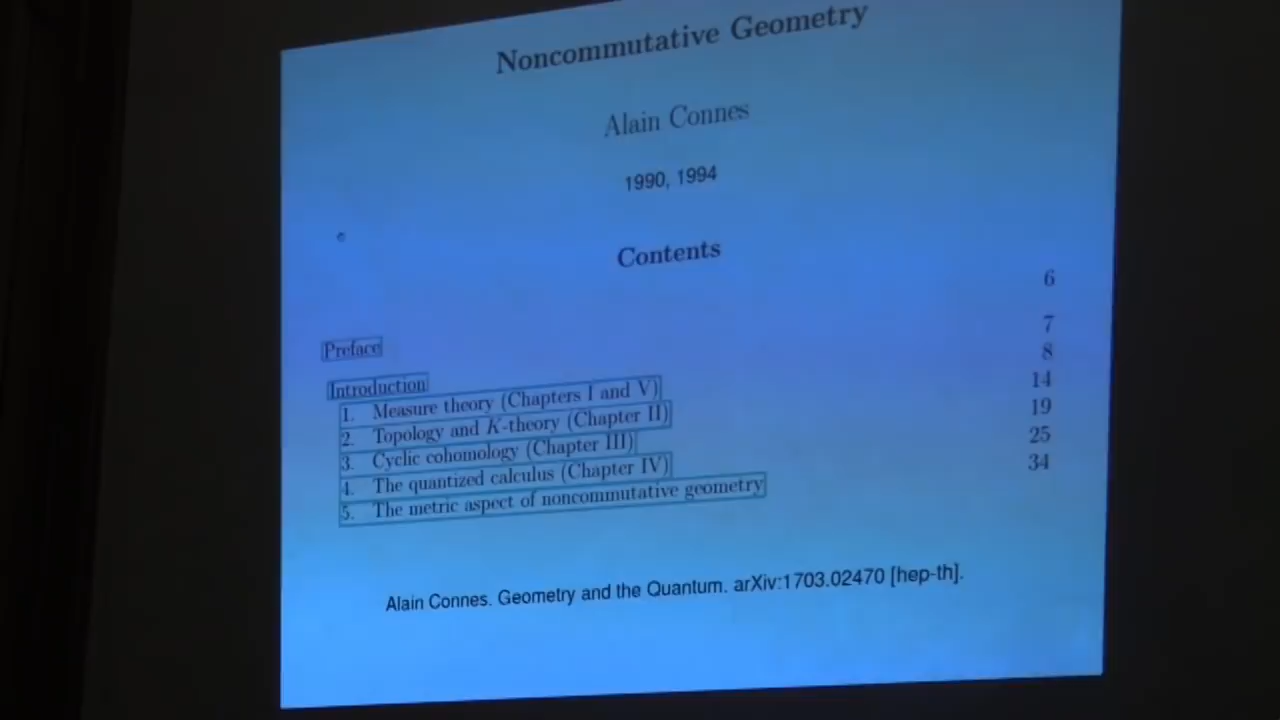 Noncommutative Geometry
Alain Connes
1990, 1994
Contents
6
Preface 7
Introduction 8
1. Measure theory (Chapters I and V) 14
2. Topology and K-theory (Chapter II) 19
3. Cyclic cohomology (Chapter III) 25
4. The quantized calculus (Chapter IV) 34
5. The metric aspect of noncommutative geometry
Alain Connes. Geometry and the Quantum. arXiv:1703.02470 [hep-th].